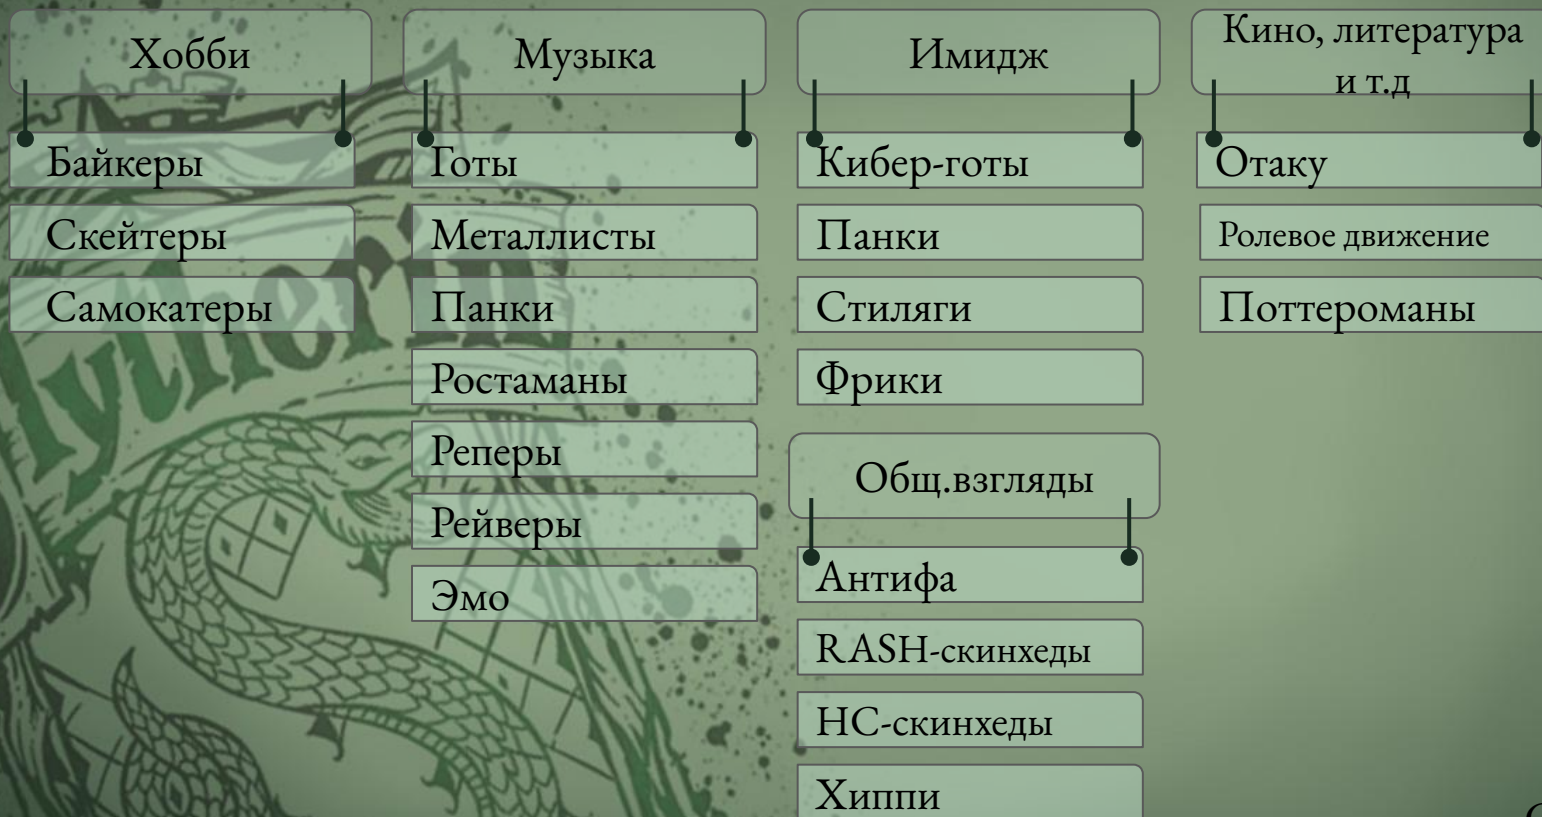 Хобби
Байкеры
Скейтеры
Самокатеры
Музыка
Готы
Металлисты
Панки
Ростаманы
Реперы
Рейверы
Эмо
Имидж
Кибер-готы
Панки
Стиляги
Фрики
Общ.взгляды
Антифа
RASH-скинхеды
НС-скинхеды
Хиппи
Кино, литература
и т.д
Отаку
Ролевое движение
Поттероманы
ytherin